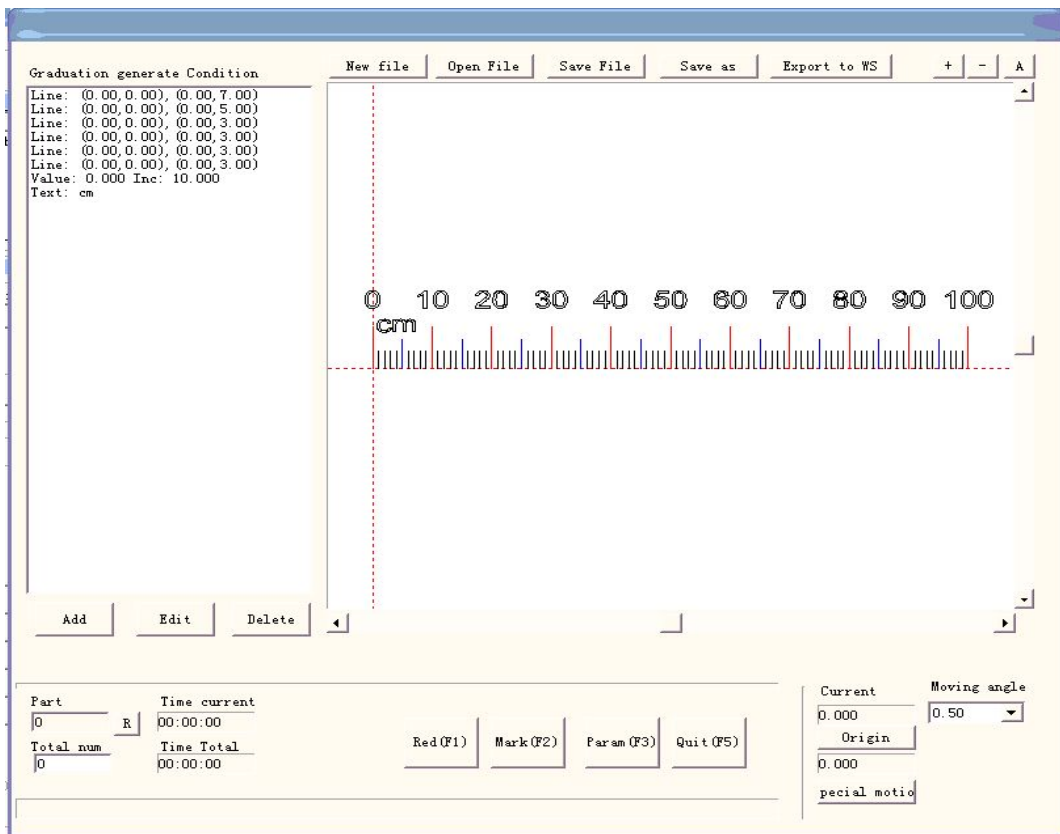 New file Open File Save File Save as Export to WS + - A
Graduation generate Condition
Line: (0.00,0.00), (0.00,7.00)
Line: (0.00,0.00), (0.00,5.00)
Line: (0.00,0.00), (0.00,3.00)
Line: (0.00,0.00), (0.00,3.00)
Line: (0.00,0.00), (0.00,3.00)
Line: (0.00,0.00), (0.00,3.00)
Value: 0.000 Inc: 10.000
Text: cm
0 10 20 30 40 50 60 70 80 90 100
cm
Add Edit Delete
Part Time current
0 R 00:00:00
Total num Time Total
0 00:00:00
Red(F1) Mark(F2) Param(F3) Quit(F5)
Current Moving angle
0.000 0.50
Origin
0.000
pecial motio